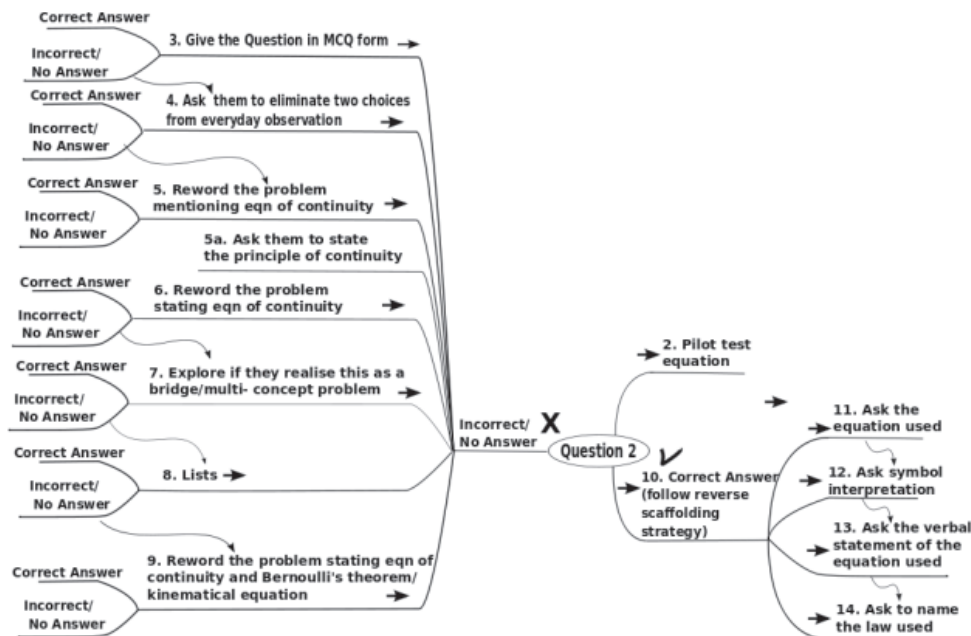 Correct Answer
3. Give the Question in MCQ form
Incorrect/
No Answer
Correct Answer
4. Ask them to eliminate two choices
from everyday observation
Incorrect/
No Answer
Correct Answer
5. Reword the problem
mentioning eqn of continuity
Incorrect/
No Answer
5a. Ask them to state
the principle of continuity
Correct Answer
6. Reword the problem
stating eqn of continuity
Incorrect/
No Answer
Correct Answer
7. Explore if they realise this as a
bridge/multi- concept problem
Incorrect/
No Answer
Correct Answer
8. Lists
Incorrect/
No Answer
9. Reword the problem stating eqn of
continuity and Bernoulli's theorem/
kinematical equation
Correct Answer
Incorrect/
No Answer
Incorrect/
No Answer
X
Question 2
2. Pilot test
equation
10. Correct Answer
(follow reverse
scaffolding
strategy)
11. Ask the
equation used
12. Ask symbol
interpretation
13. Ask the verbal
statement of the
equation used
14. Ask to name
the law used